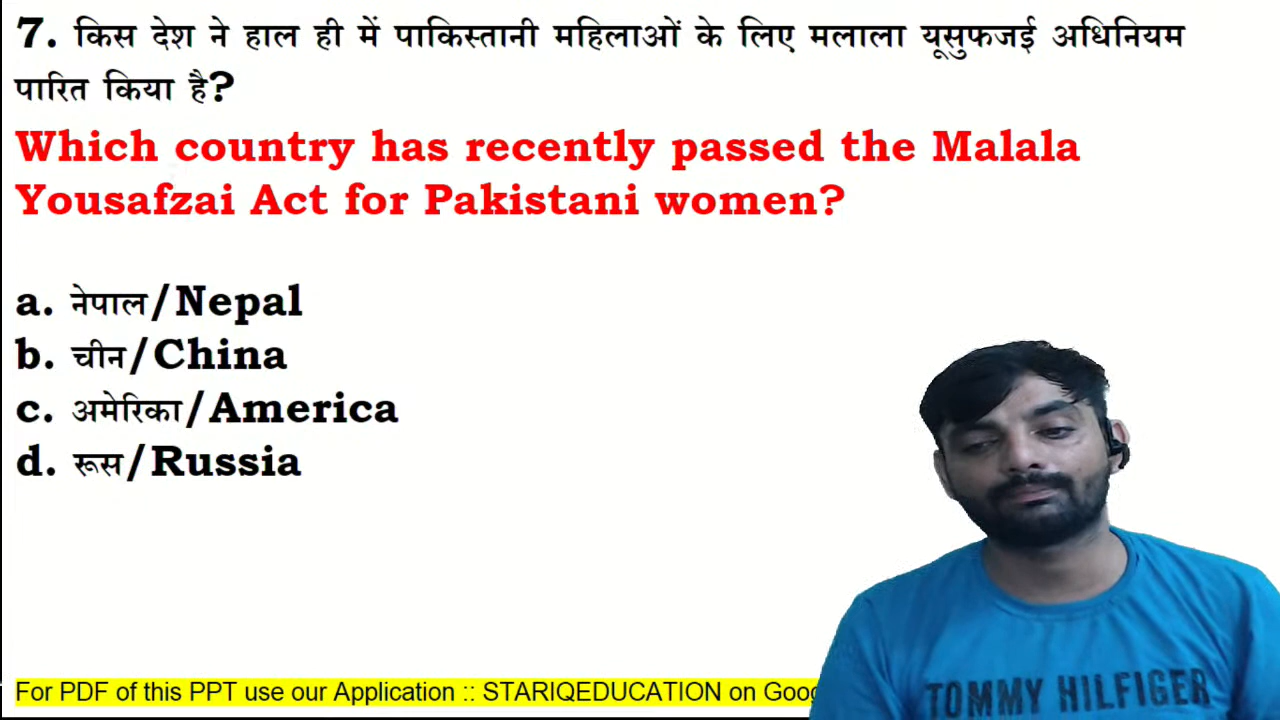 7. किस देश ने हाल ही में पाकिस्तानी महिलाओं के लिए मलाला यूसुफजई अधिनियम
पारित किया है?
Which country has recently passed the Malala
Yousafzai Act for Pakistani women?
a. नेपाल/Nepal
b. चीन/China
c. अमेरिका/America
d. रूस/Russia
For PDF of this PPT use our Application :: STARIQEDUCATION on
TOMMY HILFIGER